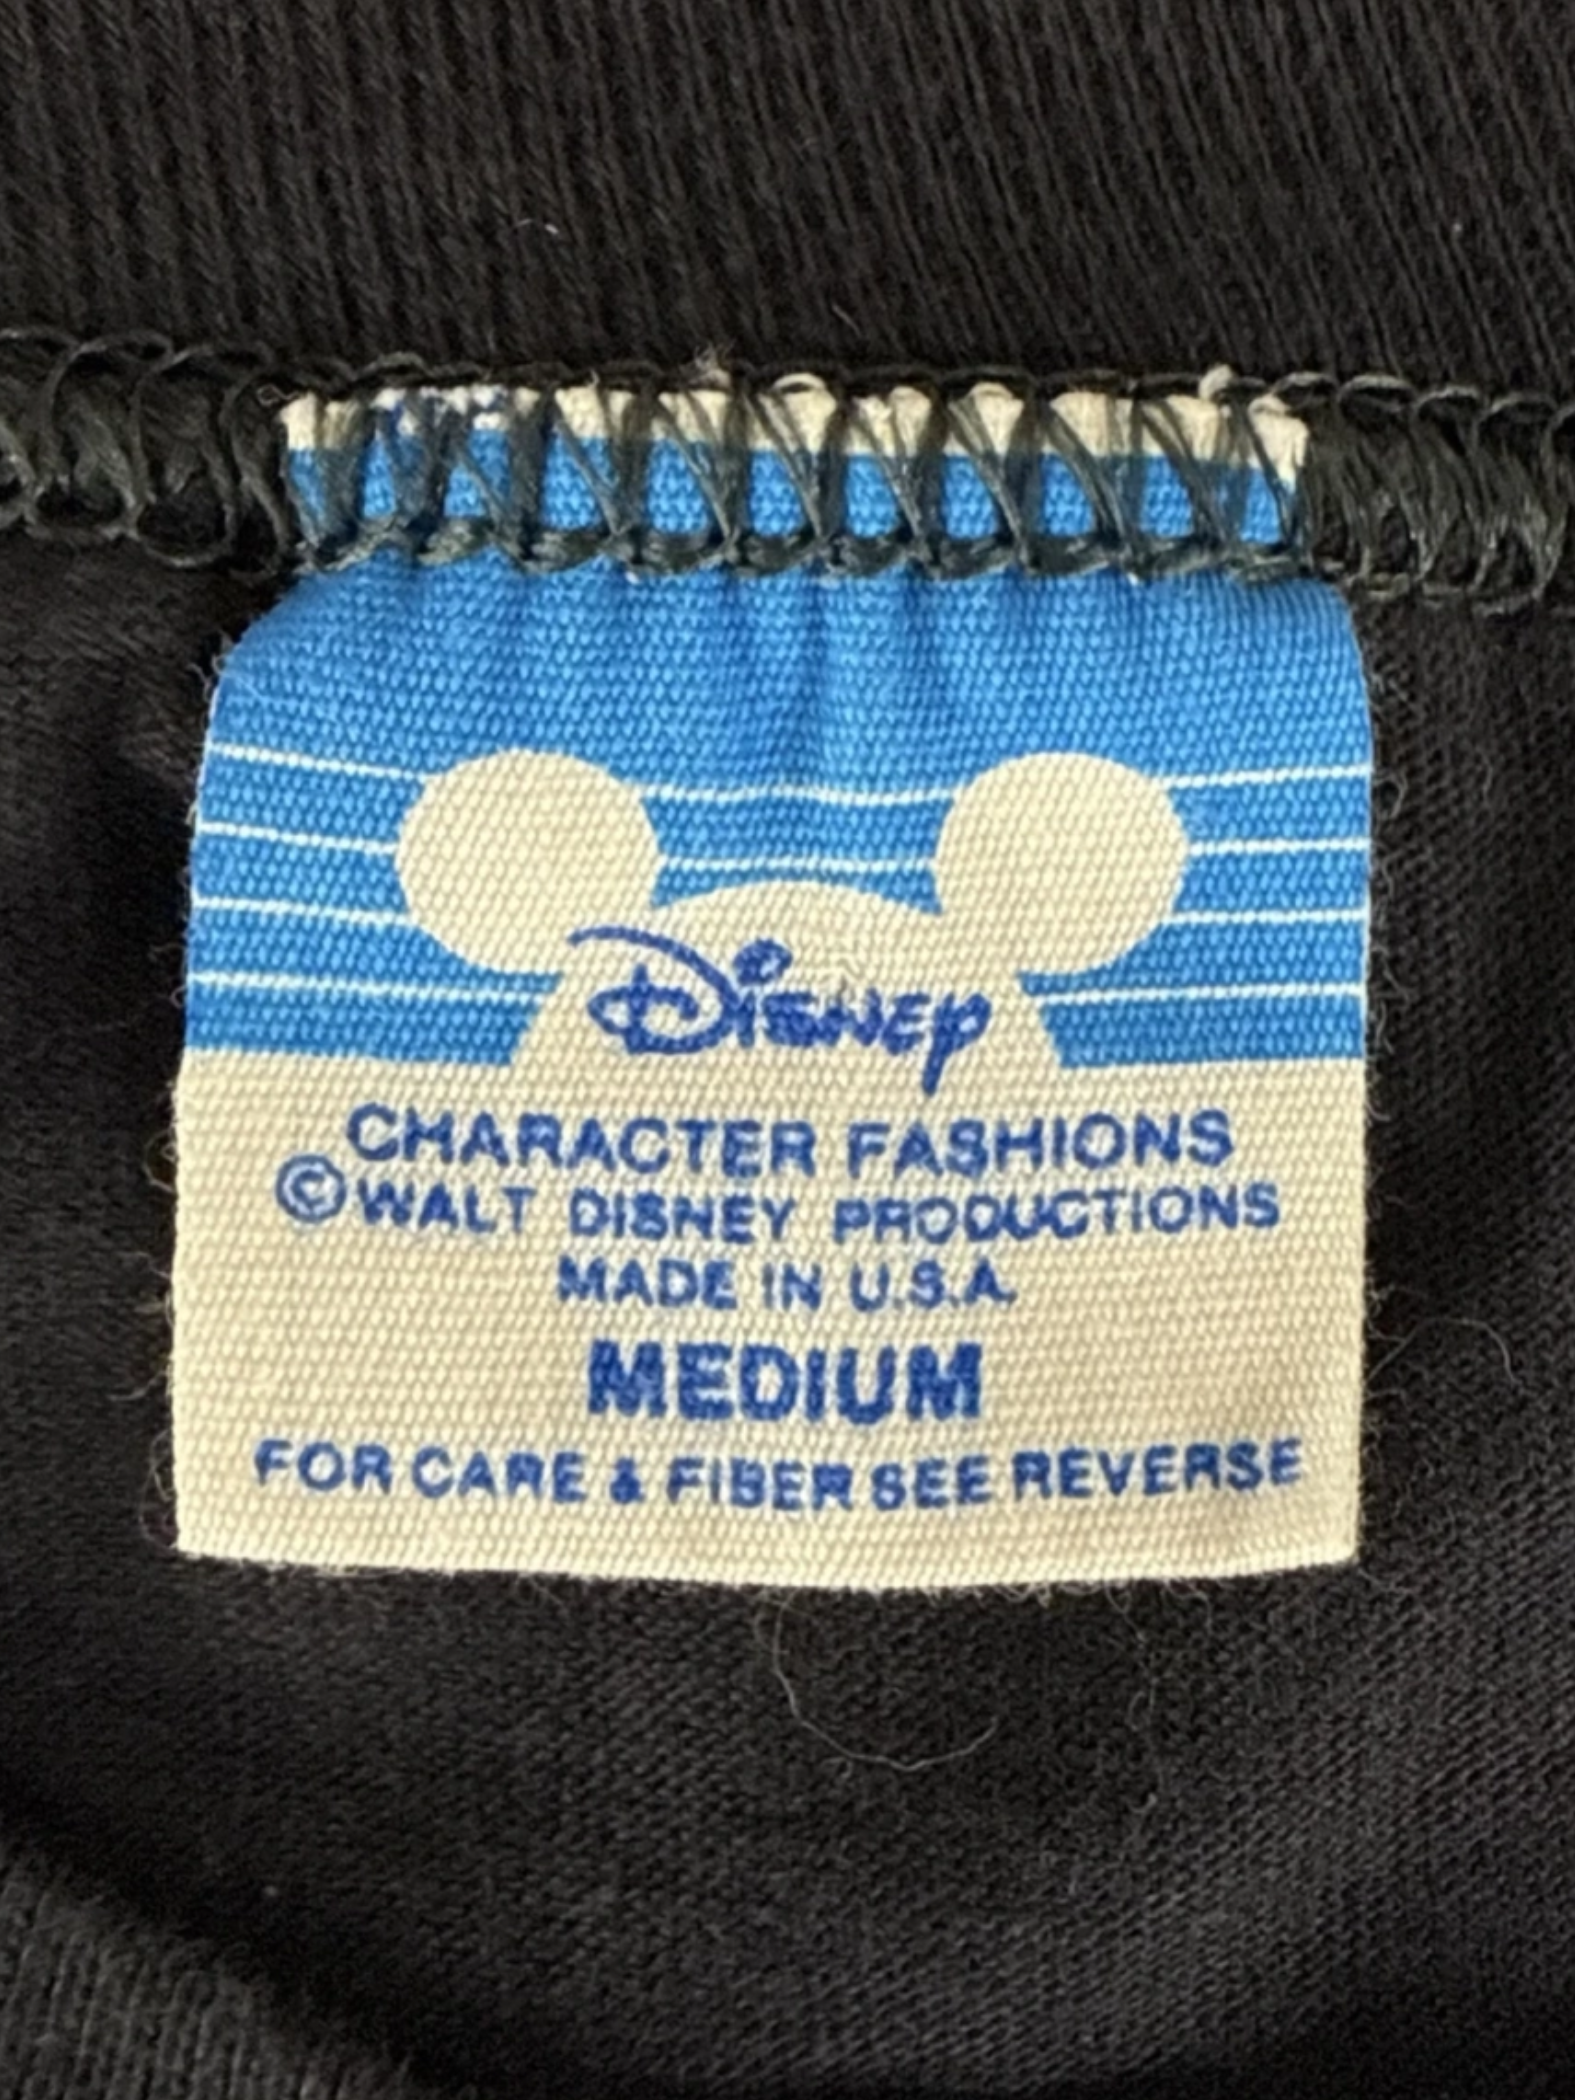 Disney
CHARACTER FASHIONS
©WALT DISNEY PRODUCTIONS
MADE IN U.S.A.
MEDIUM
FOR CARE & FIBER SEE REVERSE